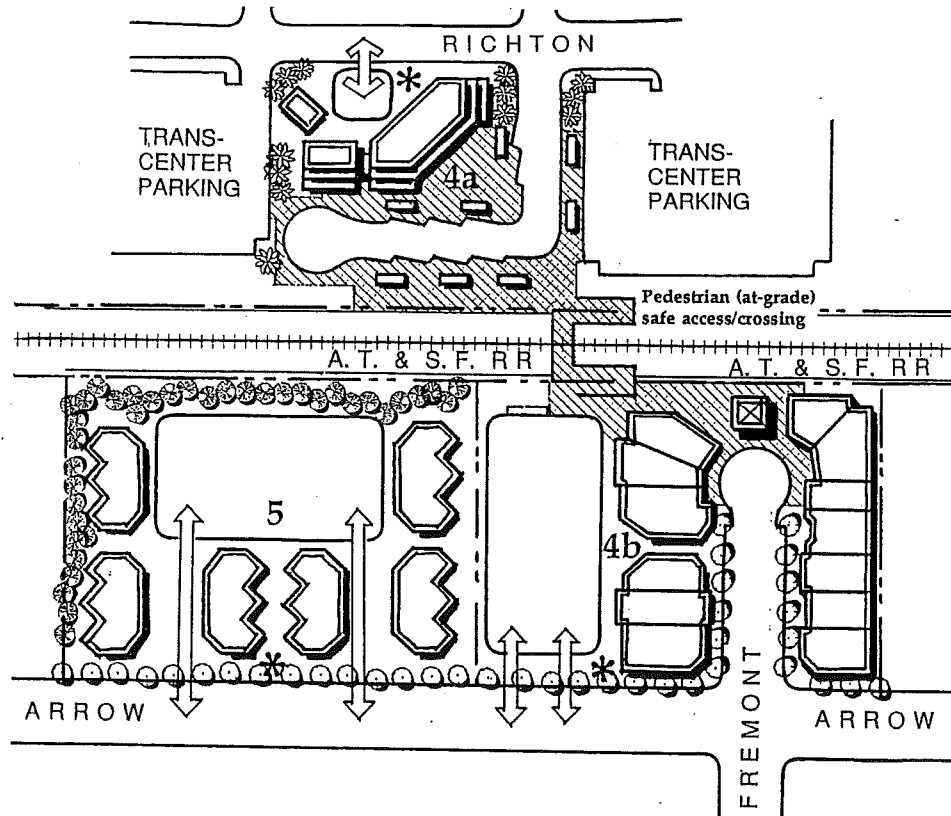 RICHTON
TRANS-
CENTER
PARKING
TRANS-
CENTER
PARKING
4a
Pedestrian (at-grade)
safe access/crossing
A. T. & S. F. RR
A. T. & S. F. RR
5
4b
ARROW
ARROW
FREMONT